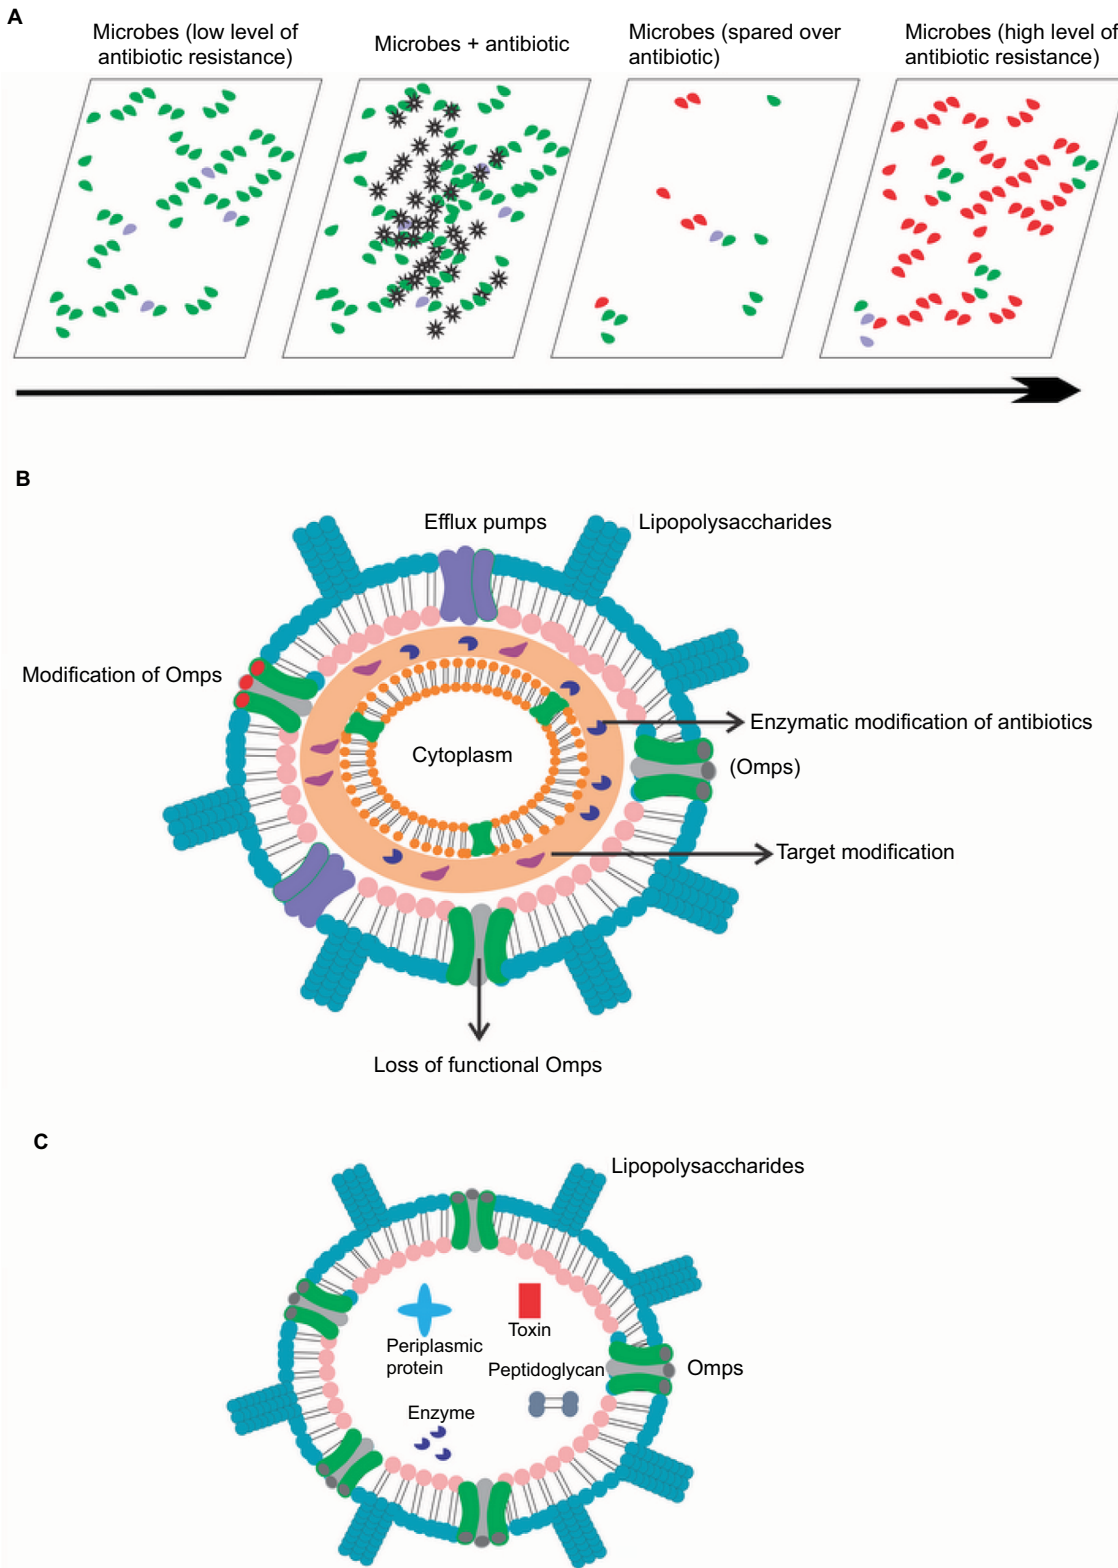 A
Microbes (low level of
antibiotic resistance)
Microbes + antibiotic
Microbes (spared over
antibiotic)
Microbes (high level of
antibiotic resistance)
B
Efflux pumps
Lipopolysaccharides
Modification of Omps
Enzymatic modification of antibiotics
Cytoplasm
(Omps)
Target modification
Loss of functional Omps
C
Lipopolysaccharides
Toxin
Periplasmic
protein
Peptidoglycan
Omps
Enzyme